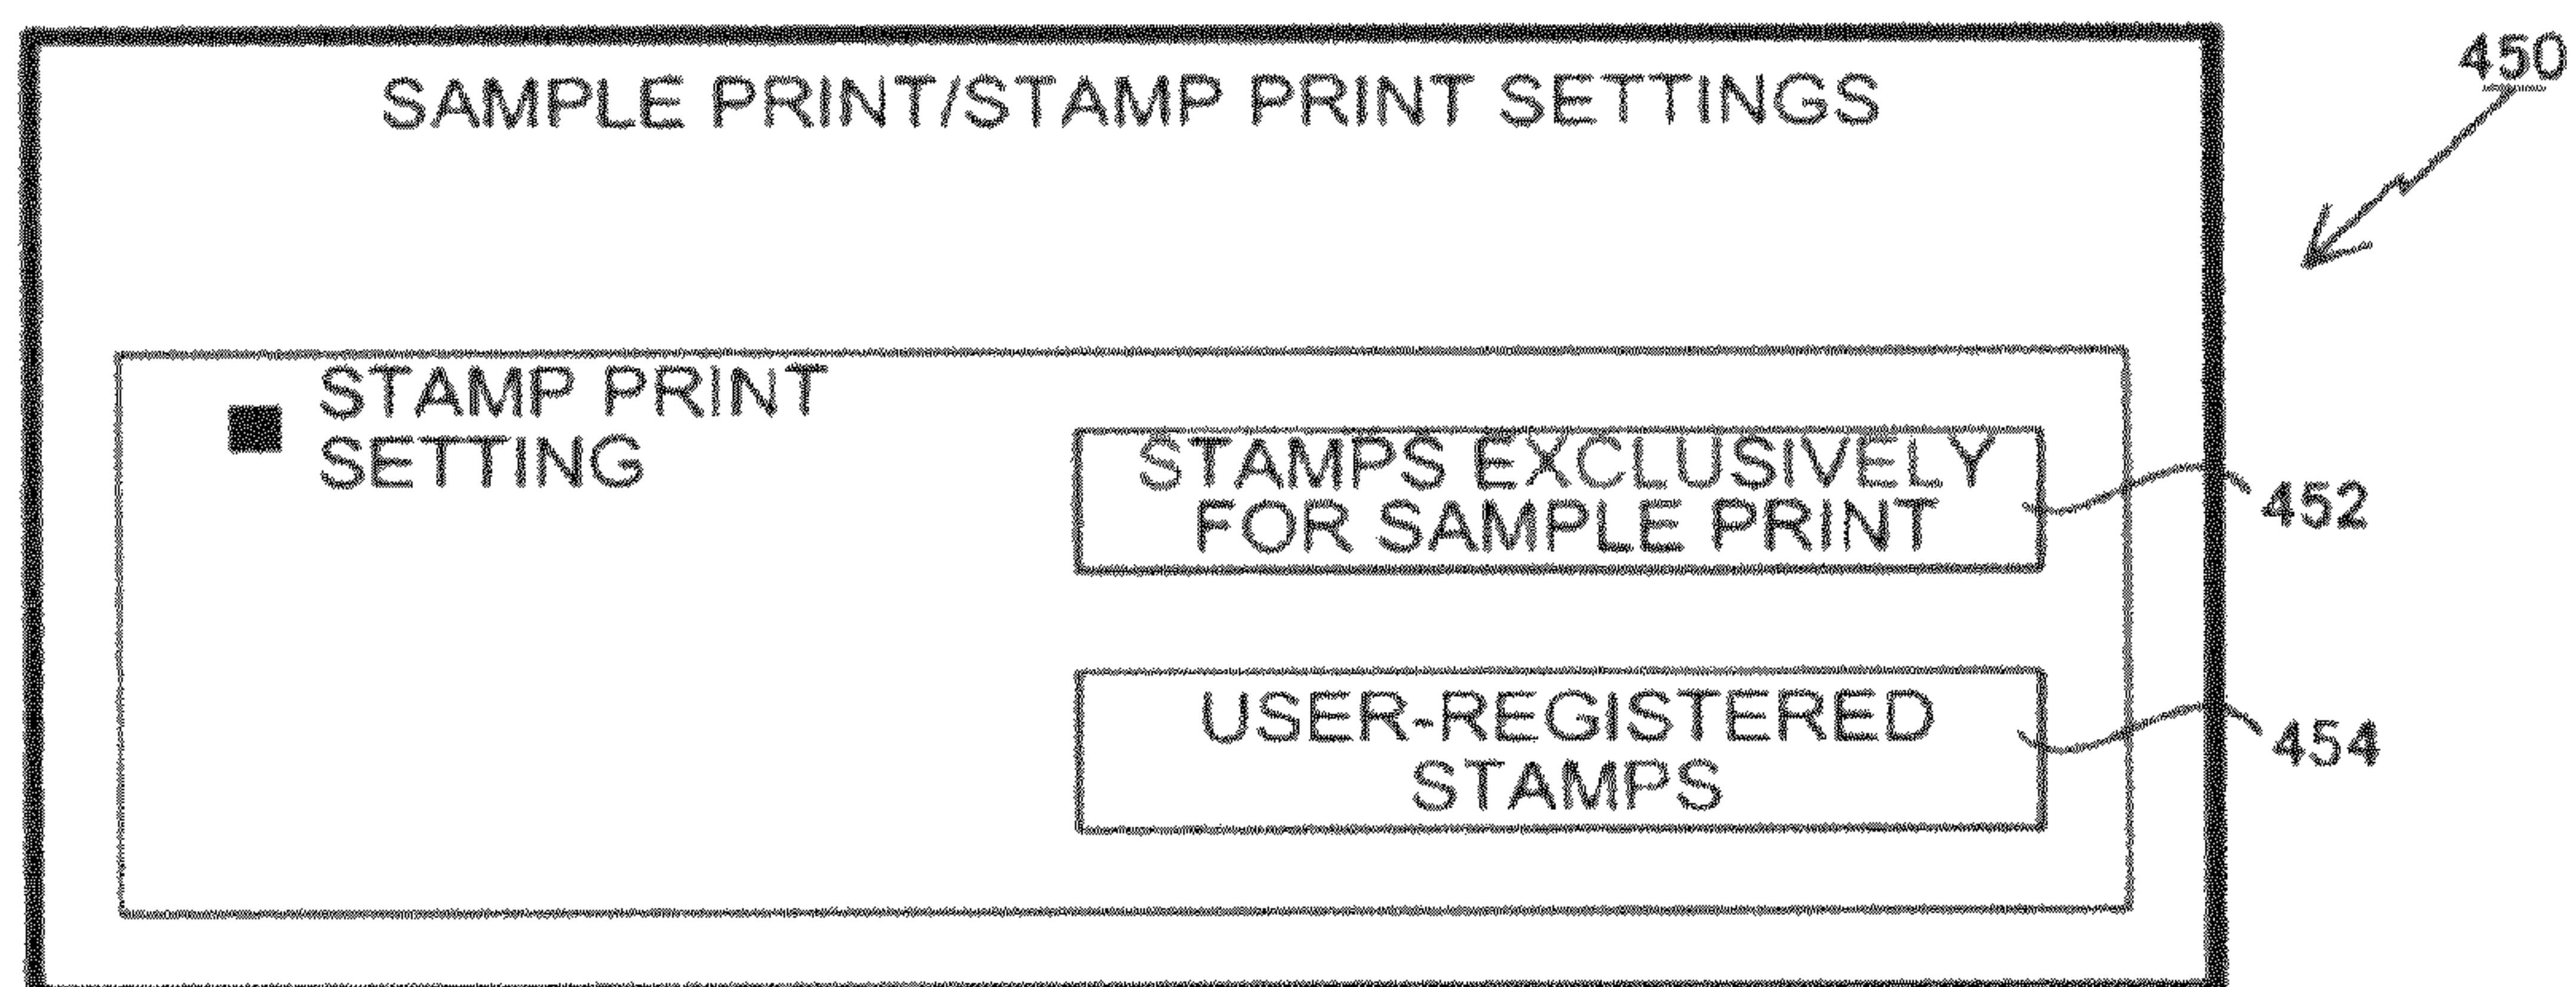 SAMPLE PRINT/STAMP PRINT SETTINGS
450
STAMP PRINT
SETTING
STAMPS EXCLUSIVELY
FOR SAMPLE PRINT
452
USER-REGISTERED
STAMPS
454